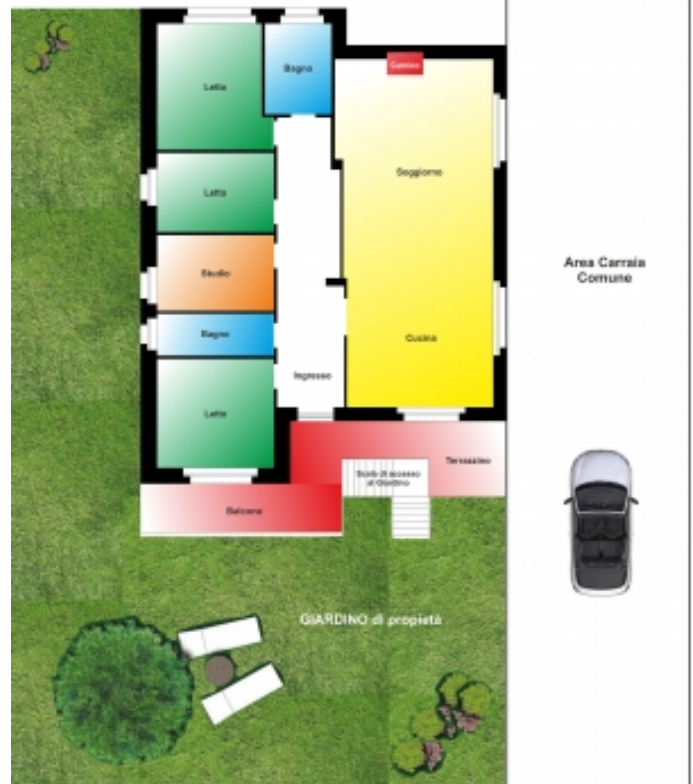 Letto
Bagno
Camino
Letto
Soggiorno
Studio
Area Carraia
Comune
Bagno
Cucina
Ingresso
Letto
Terrazzino
Scale di accesso
al Giardino
Balcone
GIARDINO di propietà